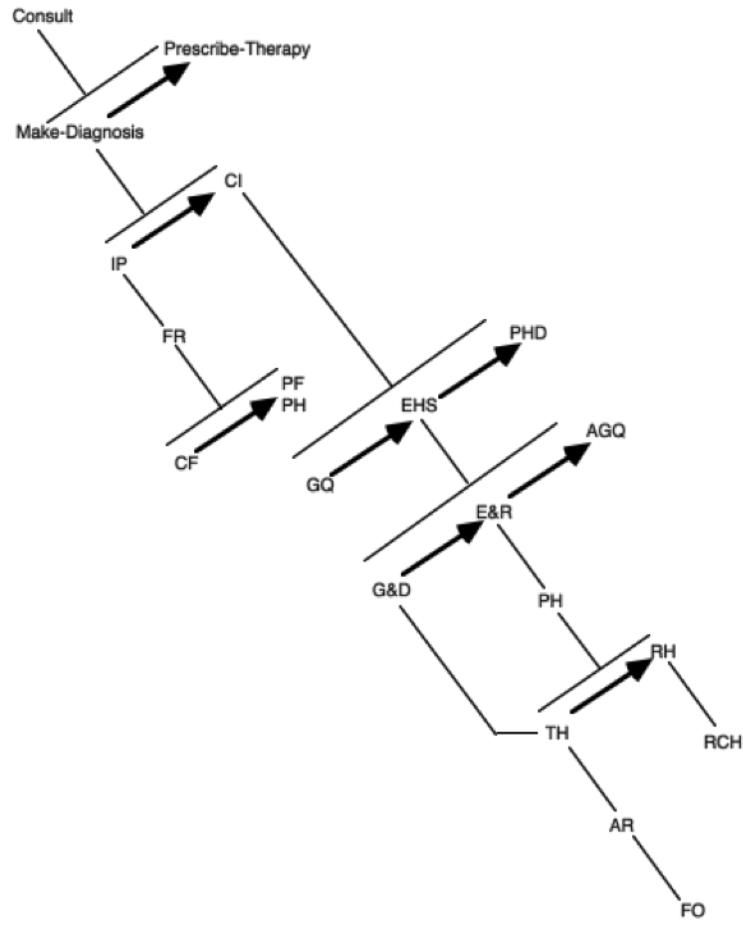 Consult
Prescribe-Therapy
Make-Diagnosis
CI
IP
FR
PHD
PF
PH
EHS
AGQ
CF
GQ
E&R
G&D
PH
RH
TH
RCH
AR
FO